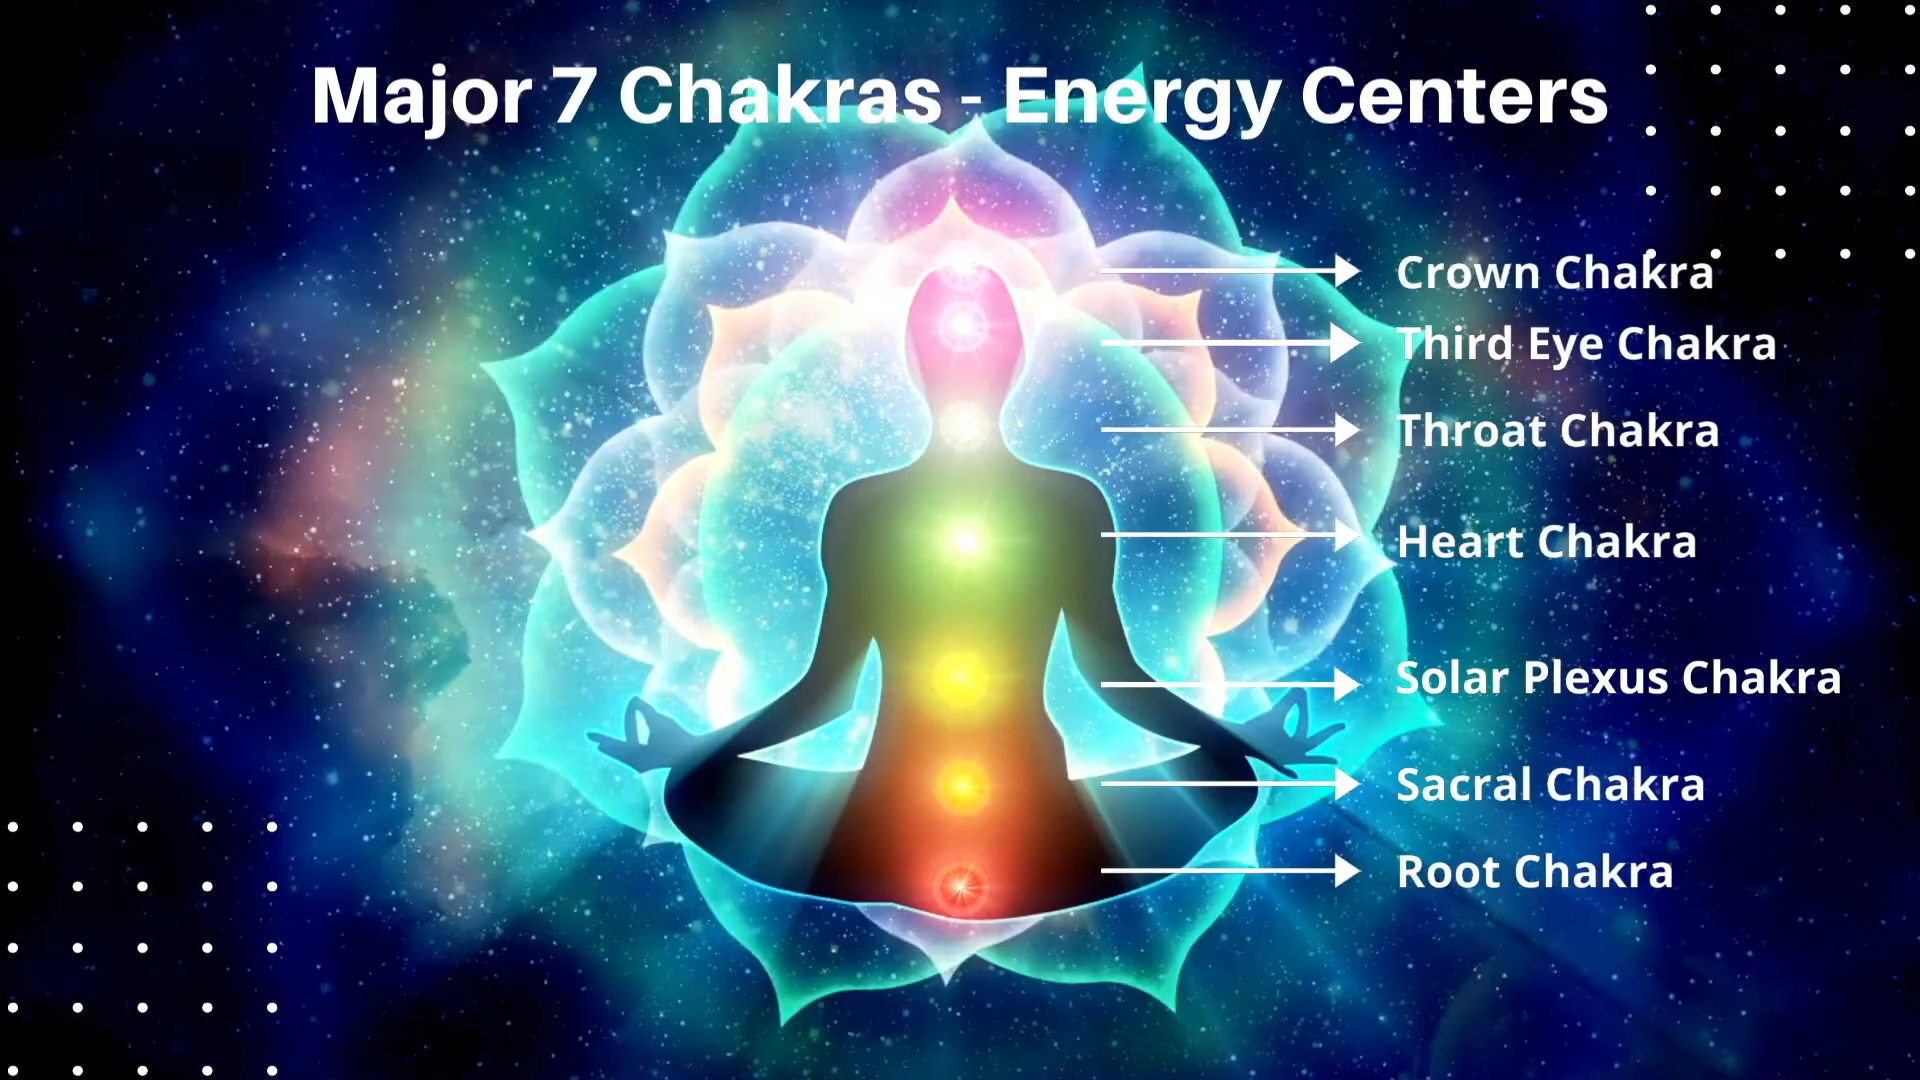 Major 7 Chakras - Energy Centers
Crown Chakra
Third Eye Chakra
Throat Chakra
Heart Chakra
Solar Plexus Chakra
Sacral Chakra
Root Chakra